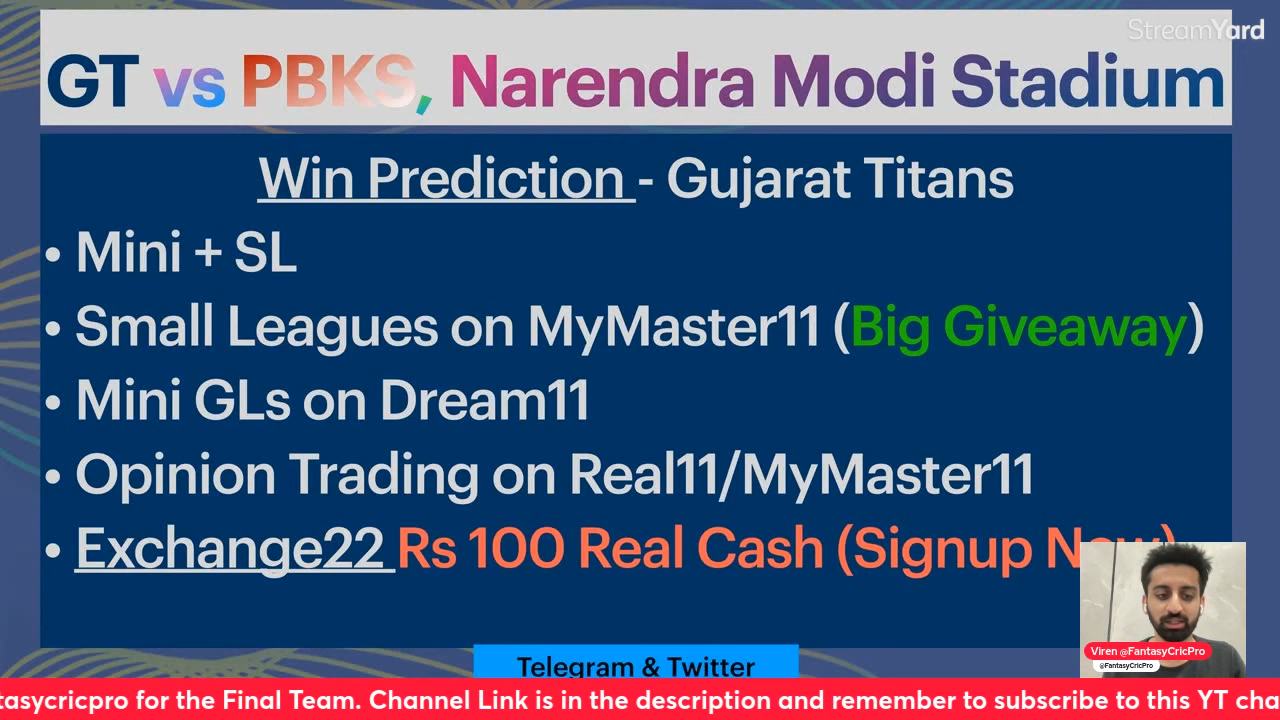 StreamYard
GT vs PBKS, Narendra Modi Stadium
Win Prediction - Gujarat Titans
• Mini + SL
• Small Leagues on MyMaster11 (Big Giveaway)
• Mini GLs on Dream11
• Opinion Trading on Real11/MyMaster11
• Exchange22 Rs 100 Real Cash (Signup Now)
Viren @FantasyCricPro
@FantasyCricPro
Telegram & Twitter
tasycricpro for the Final Team. Channel Link is in the description and remember to subscribe to this YT cha